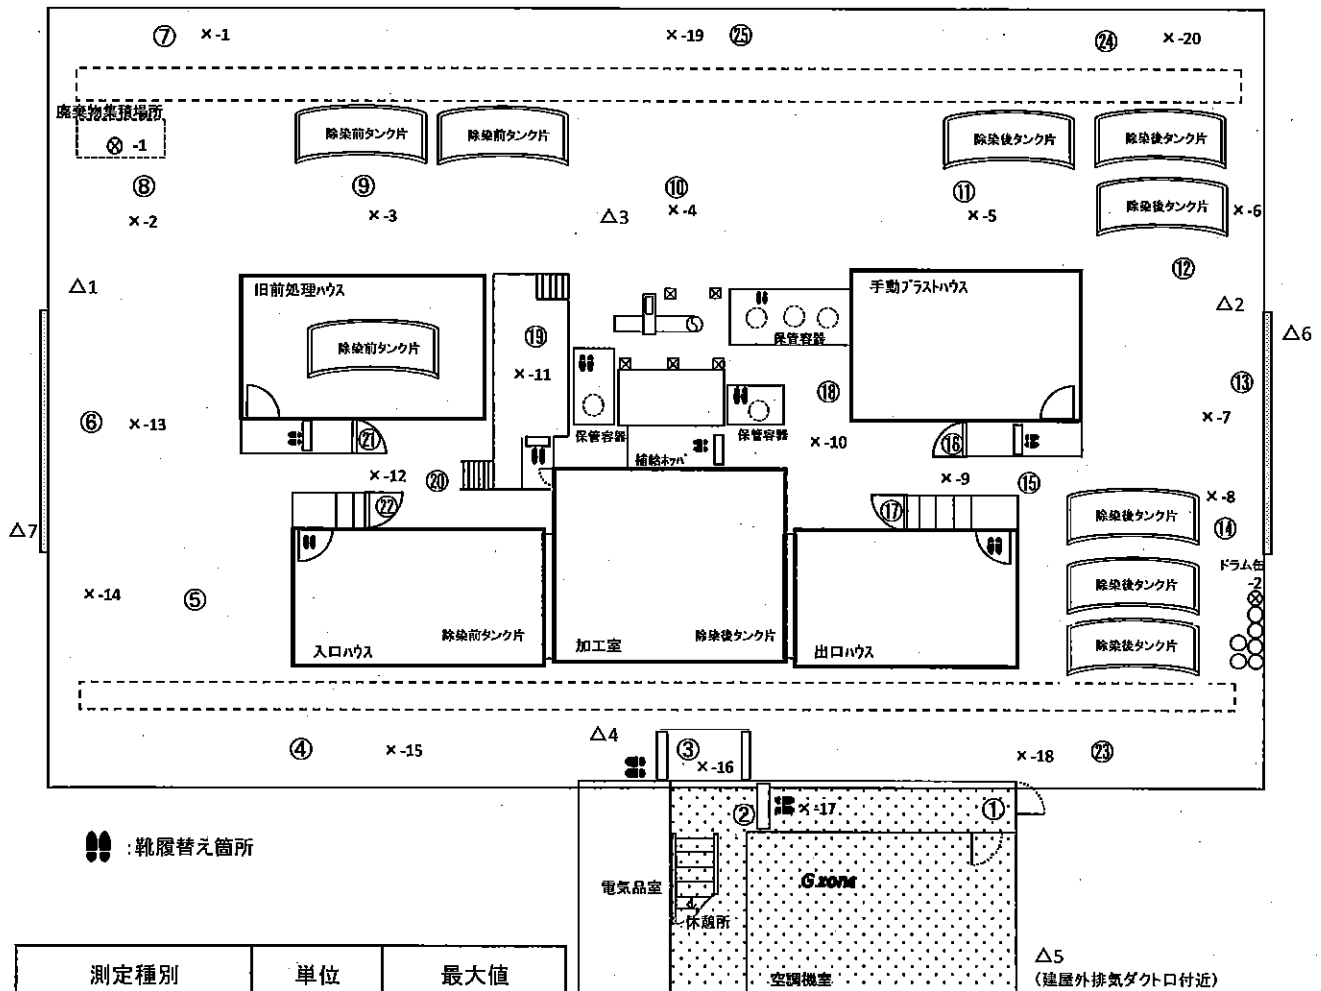 ⑦ ×-1 ×-19 ㉕ ㉔ ×-20
廃棄物集積場所
⊗ -1
除染前タンク片 除染前タンク片 除染後タンク片 除染後タンク片
⑧ ⑨ ⑩ ⑪
除染後タンク片
×-2 ×-3 △3 ×-4 ×-5 ×-6
⑫
△1 旧前処理ハウス 手動ブラストハウス
△2
除染前タンク片 ⑲ 保管容器 △6
×-11 ⑬
⑱
⑥ ×-13 ×-7
保管容器 保管容器
㉑ ×-10 ⑯
補給ホッパ
×-12 ⑳ ×-9 ⑮
㉒ ⑰ ×-8
除染後タンク片 ⑭
△7
ドラム缶
-2
除染後タンク片
×-14 ⑤
除染前タンク片 加工室 除染後タンク片 除染後タンク片
入口ハウス 出口ハウス
④ ×-15 △4 ③ ×-16 ×-18 ㉓
② ×-17 ①
:靴履替え箇所
電気品室 G zone
休憩所
測定種別 単位 最大値
空調機室
△5
(建屋外排気ダクト口付近)